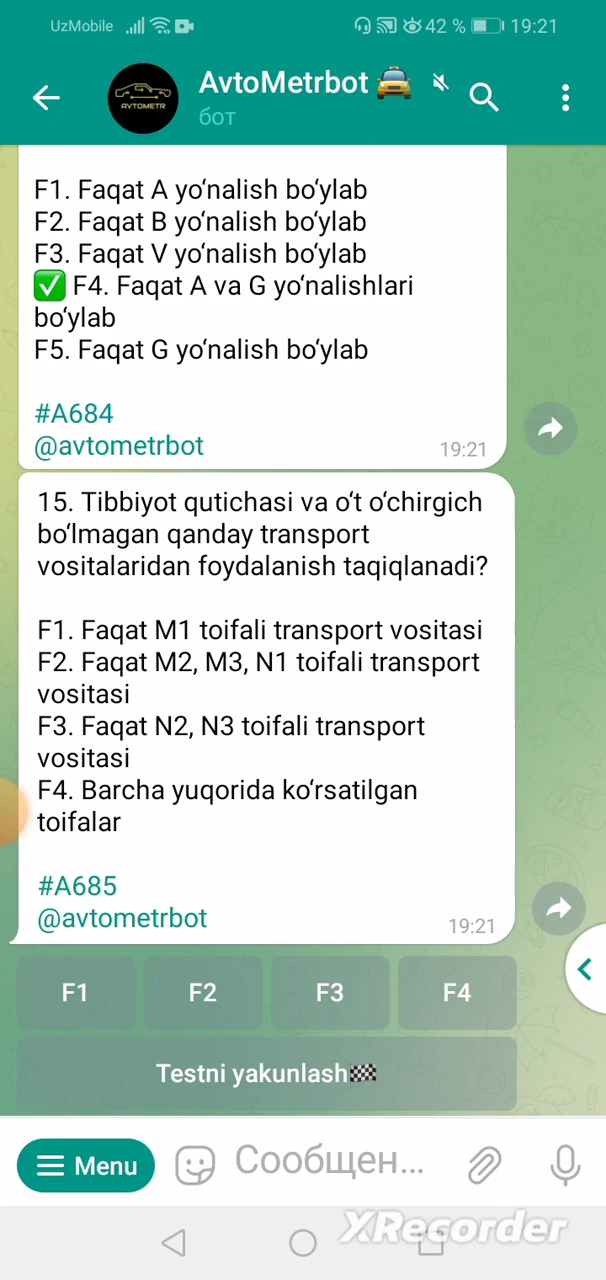 UzMobile 42 % 19:21
AvtoMetrbot
AVTOMETR
бот
F1. Faqat A yo‘nalish bo‘ylab
F2. Faqat B yo‘nalish bo‘ylab
F3. Faqat V yo‘nalish bo‘ylab
✅ F4. Faqat A va G yo‘nalishlari
bo‘ylab
F5. Faqat G yo‘nalish bo‘ylab
#A684
@avtometrbot
19:21
15. Tibbiyot qutichasi va o‘t o‘chirgich
bo‘lmagan qanday transport
vositalaridan foydalanish taqiqlanadi?
F1. Faqat M1 toifali transport vositasi
F2. Faqat M2, M3, N1 toifali transport
vositasi
F3. Faqat N2, N3 toifali transport
vositasi
F4. Barcha yuqorida ko‘rsatilgan
toifalar
#A685
@avtometrbot
19:21
F1 F2 F3 F4
Testni yakunlash🏁
Menu Сообщен...
XRecorder